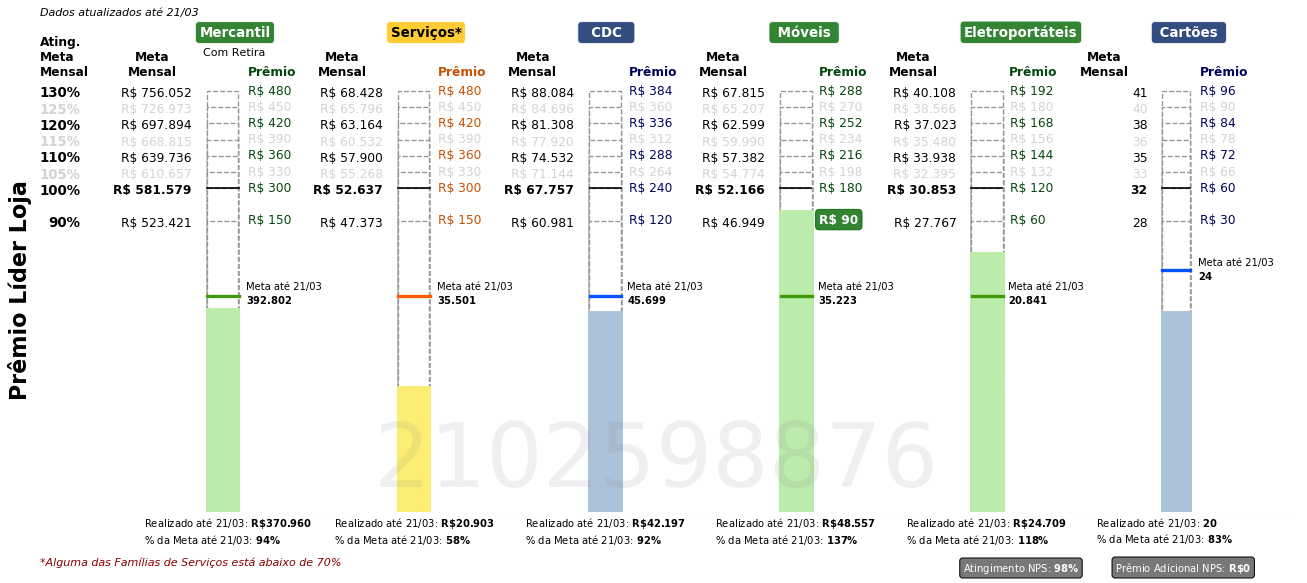 Dados atualizados até 21/03
Mercantil Serviços* CDC Móveis Eletroportáteis Cartões
Com Retira
Ating. Meta Mensal
Meta Mensal Prêmio Meta Mensal Prêmio Meta Mensal Prêmio Meta Mensal Prêmio Meta Mensal Prêmio Meta Mensal Prêmio
130% R$ 756.052 R$ 480 R$ 68.428 R$ 480 R$ 88.084 R$ 384 R$ 67.815 R$ 288 R$ 40.108 R$ 192 41 R$ 96
125% R$ 726.973 R$ 450 R$ 65.796 R$ 450 R$ 84.696 R$ 360 R$ 65.207 R$ 270 R$ 38.566 R$ 180 40 R$ 90
120% R$ 697.894 R$ 420 R$ 63.164 R$ 420 R$ 81.308 R$ 336 R$ 62.599 R$ 252 R$ 37.023 R$ 168 38 R$ 84
115% R$ 668.815 R$ 390 R$ 60.532 R$ 390 R$ 77.920 R$ 312 R$ 59.990 R$ 234 R$ 35.480 R$ 156 36 R$ 78
110% R$ 639.736 R$ 360 R$ 57.900 R$ 360 R$ 74.532 R$ 288 R$ 57.382 R$ 216 R$ 33.938 R$ 144 35 R$ 72
105% R$ 610.657 R$ 330 R$ 55.268 R$ 330 R$ 71.144 R$ 264 R$ 54.774 R$ 198 R$ 32.395 R$ 132 33 R$ 66
100% R$ 581.579 R$ 300 R$ 52.637 R$ 300 R$ 67.757 R$ 240 R$ 52.166 R$ 180 R$ 30.853 R$ 120 32 R$ 60
90% R$ 523.421 R$ 150 R$ 47.373 R$ 150 R$ 60.981 R$ 120 R$ 46.949 R$ 90 R$ 27.767 R$ 60 28 R$ 30
Prêmio Líder Loja
Meta até 21/03
24
Meta até 21/03 Meta até 21/03 Meta até 21/03 Meta até 21/03 Meta até 21/03
392.802 35.501 45.699 35.223 20.841
2102598876
Realizado até 21/03: R$370.960 Realizado até 21/03: R$20.903 Realizado até 21/03: R$42.197 Realizado até 21/03: R$48.557 Realizado até 21/03: R$24.709 Realizado até 21/03: 20
% da Meta até 21/03: 94% % da Meta até 21/03: 58% % da Meta até 21/03: 92% % da Meta até 21/03: 137% % da Meta até 21/03: 118% % da Meta até 21/03: 83%
*Alguma das Famílias de Serviços está abaixo de 70%
Atingimento NPS: 98% Prêmio Adicional NPS: R$0